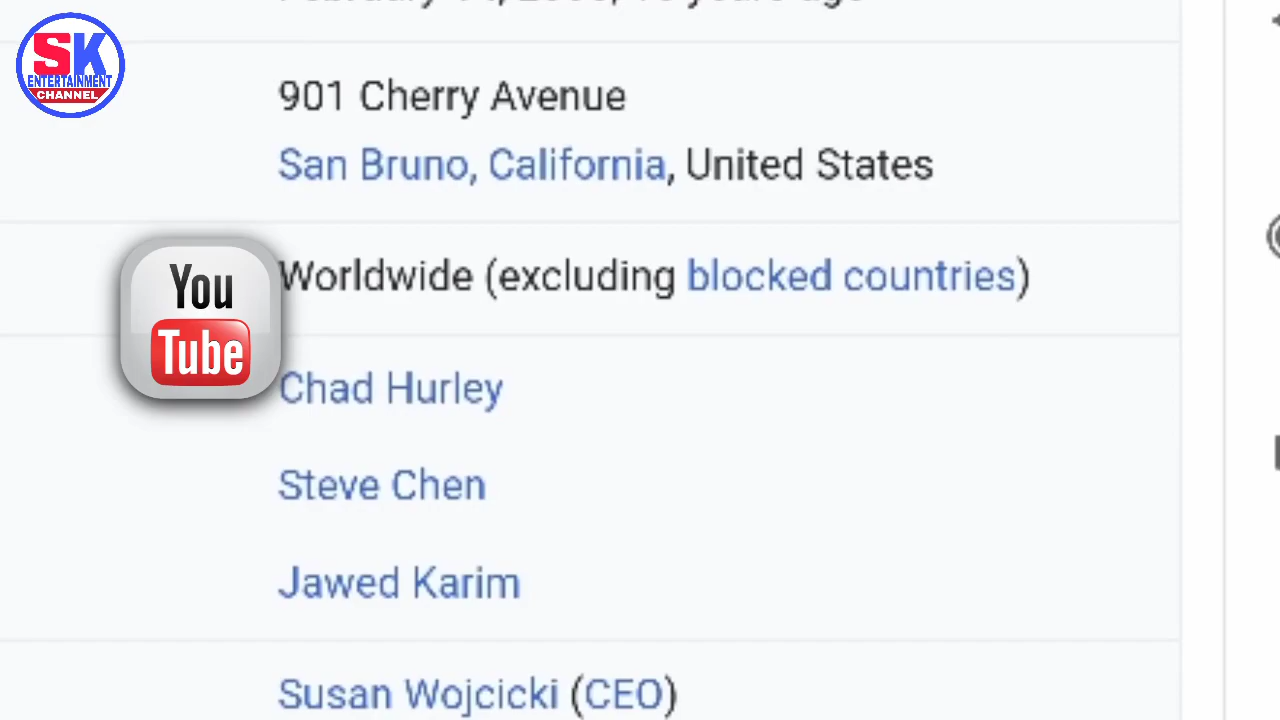 SK
ENTERTAINMENT
CHANNEL
901 Cherry Avenue
San Bruno, California, United States
Worldwide (excluding blocked countries)
You
Tube
Chad Hurley
Steve Chen
Jawed Karim
Susan Wojcicki (CEO)